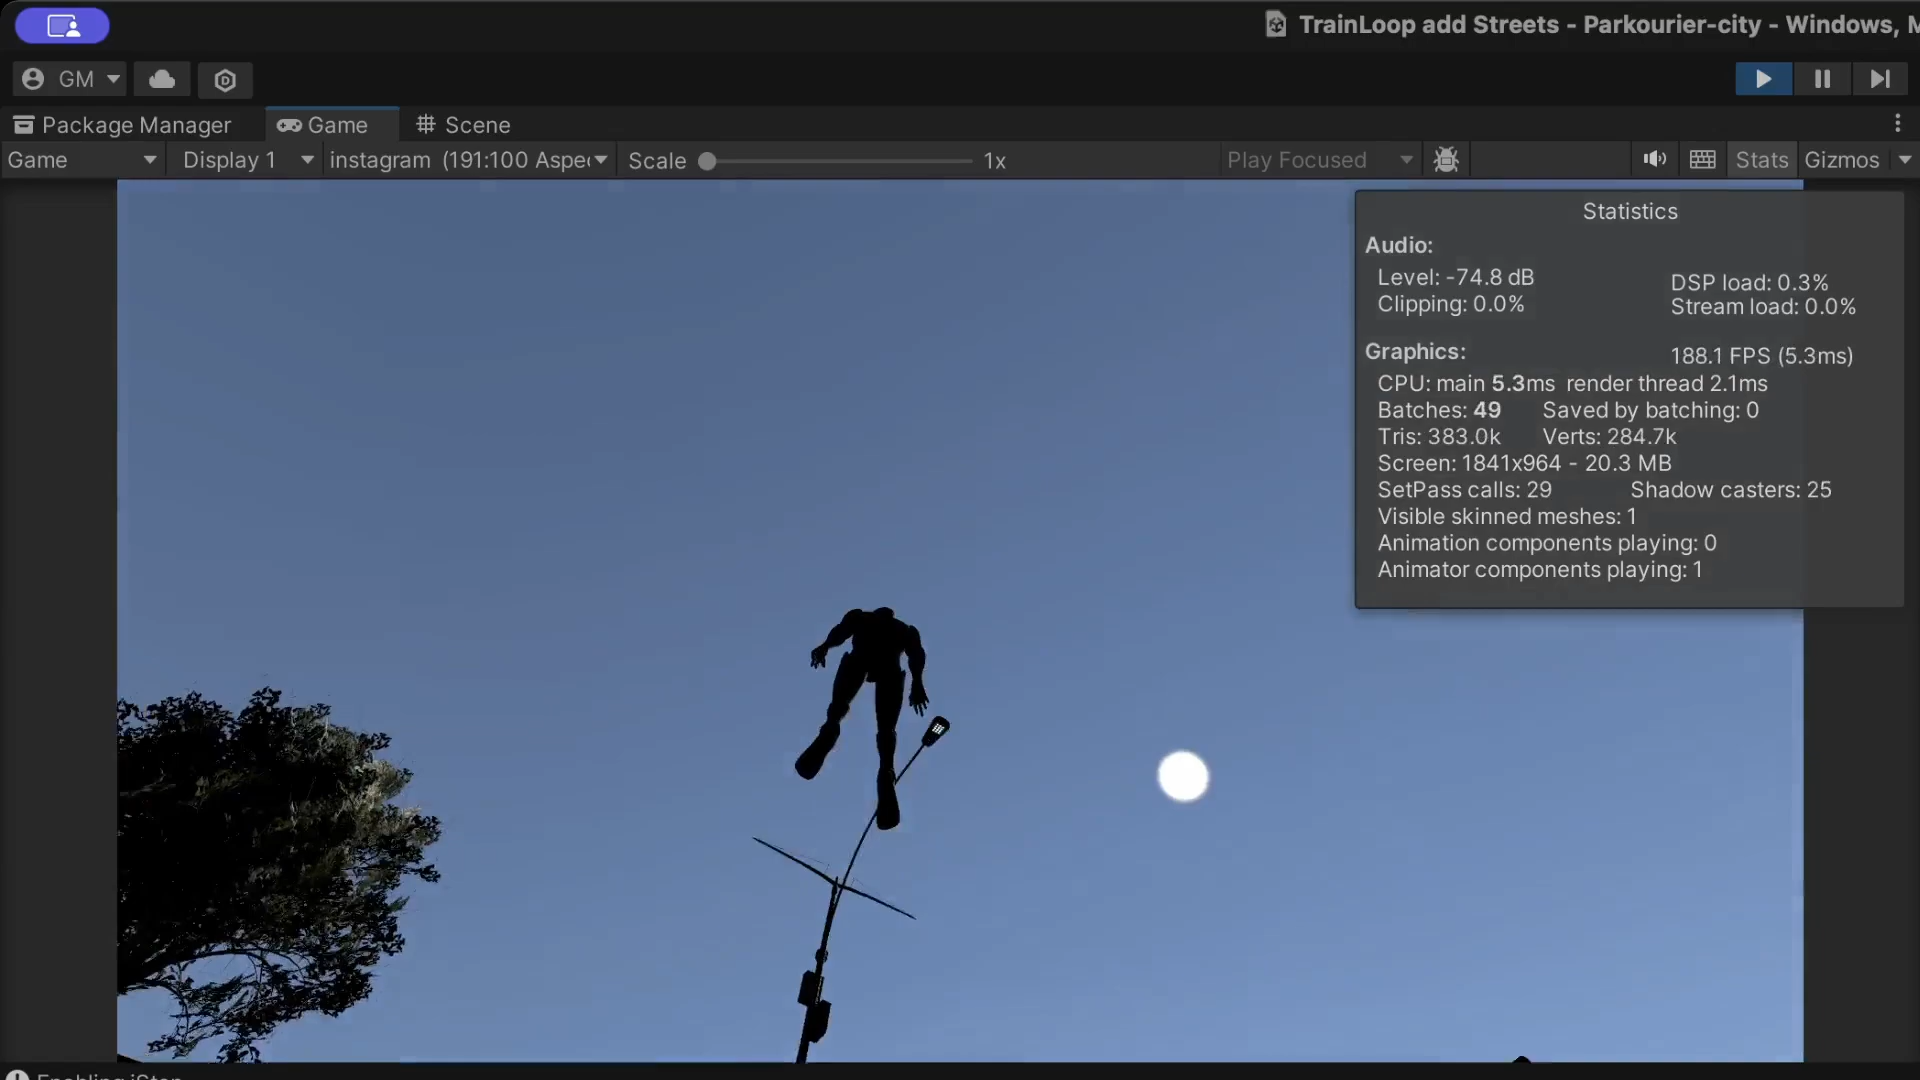 TrainLoop add Streets - Parkourier-city - Windows, M
GM
Package Manager
Game
Scene
Game
Display 1
instagram (191:100 Aspe
Scale
1x
Play Focused
Stats
Gizmos
Statistics
Audio:
Level: -74.8 dB
DSP load: 0.3%
Clipping: 0.0%
Stream load: 0.0%
Graphics:
188.1 FPS (5.3ms)
CPU: main 5.3ms render thread 2.1ms
Batches: 49 Saved by batching: 0
Tris: 383.0k Verts: 284.7k
Screen: 1841x964 - 20.3 MB
SetPass calls: 29 Shadow casters: 25
Visible skinned meshes: 1
Animation components playing: 0
Animator components playing: 1
Enabling iStep